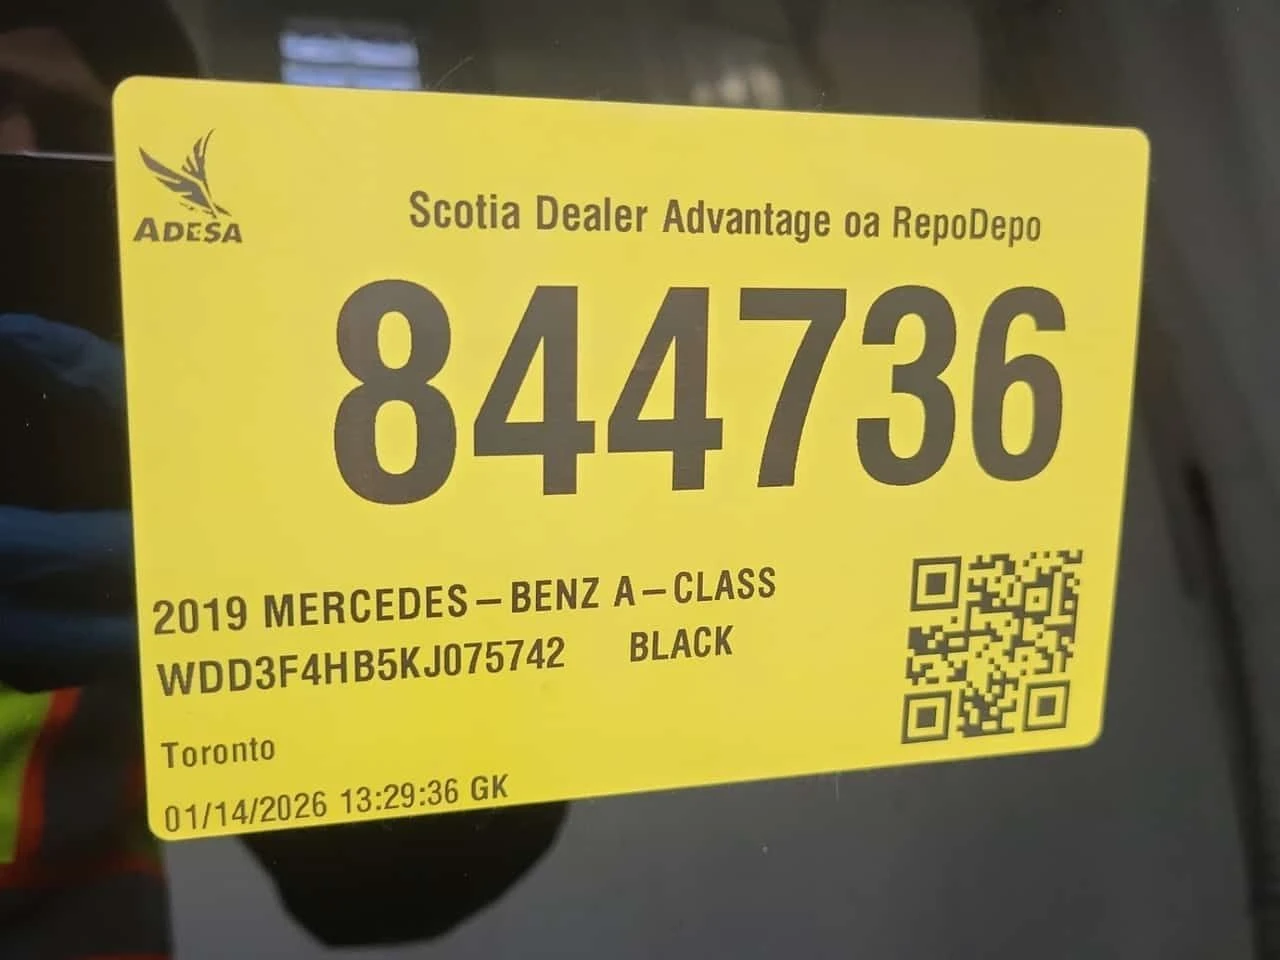 ADESA
Scotia Dealer Advantage oa RepoDepo
844736
2019 MERCEDES-BENZ A-CLASS
WDD3F4HB5KJ075742 BLACK
Toronto
01/14/2026 13:29:36 GK